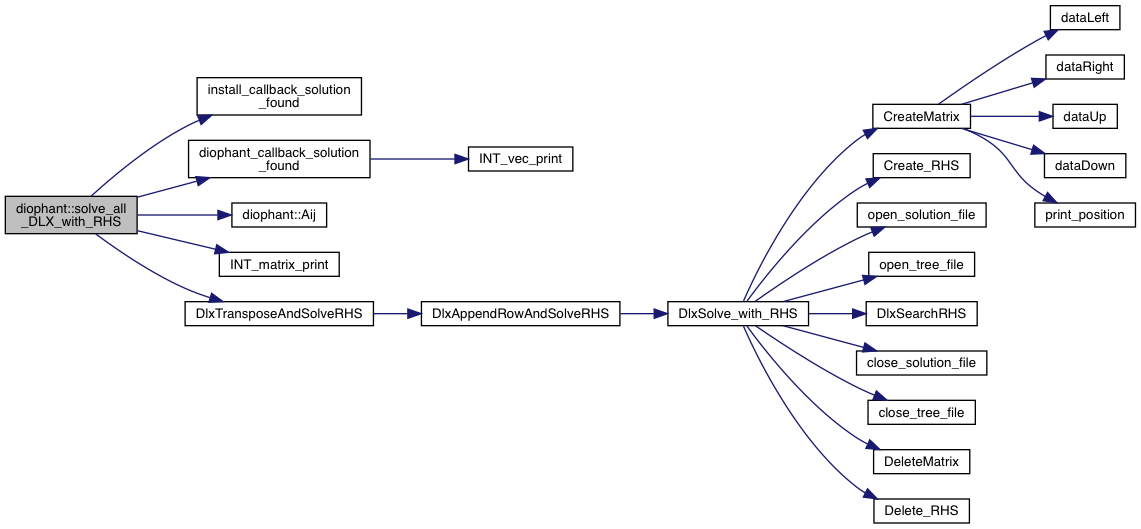 diophant::solve_all
_DLX_with_RHS
install_callback_solution
_found
diophant_callback_solution
_found
diophant::Aij
INT_matrix_print
DlxTransposeAndSolveRHS
INT_vec_print
DlxAppendRowAndSolveRHS
DlxSolve_with_RHS
CreateMatrix
Create_RHS
open_solution_file
open_tree_file
DlxSearchRHS
close_solution_file
close_tree_file
DeleteMatrix
Delete_RHS
dataLeft
dataRight
dataUp
dataDown
print_position